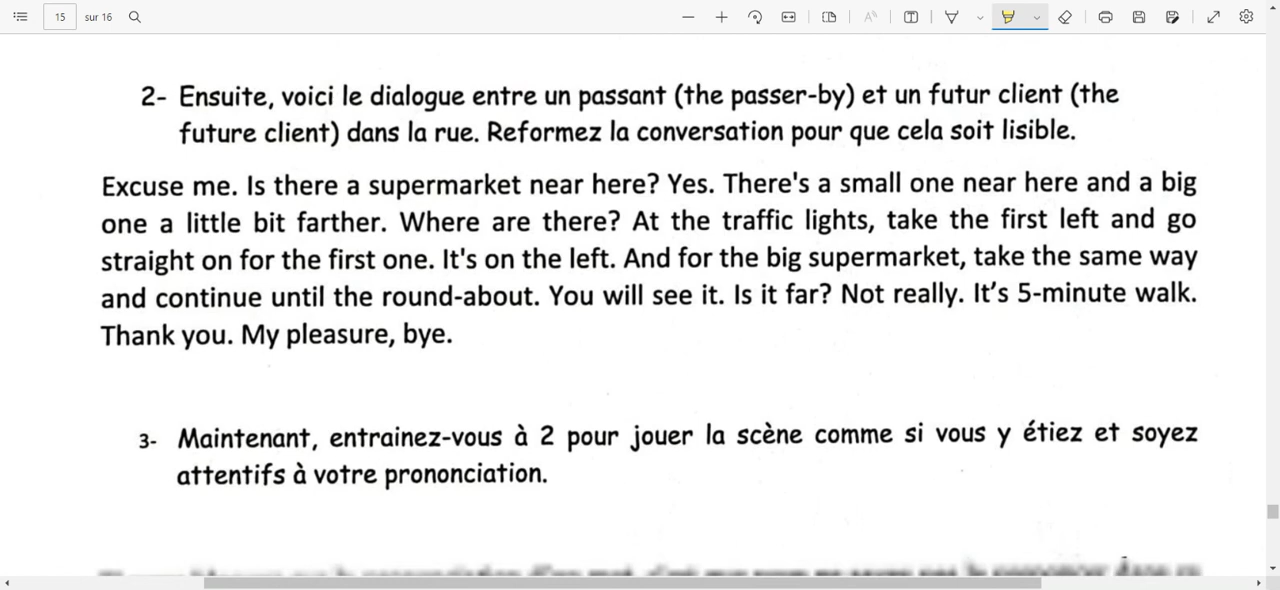 15 sur 16
2- Ensuite, voici le dialogue entre un passant (the passer-by) et un futur client (the
future client) dans la rue. Reformez la conversation pour que cela soit lisible.
Excuse me. Is there a supermarket near here? Yes. There's a small one near here and a big
one a little bit farther. Where are there? At the traffic lights, take the first left and go
straight on for the first one. It's on the left. And for the big supermarket, take the same way
and continue until the round-about. You will see it. Is it far? Not really. It’s 5-minute walk.
Thank you. My pleasure, bye.
3- Maintenant, entrainez-vous à 2 pour jouer la scène comme si vous y étiez et soyez
attentifs à votre prononciation.